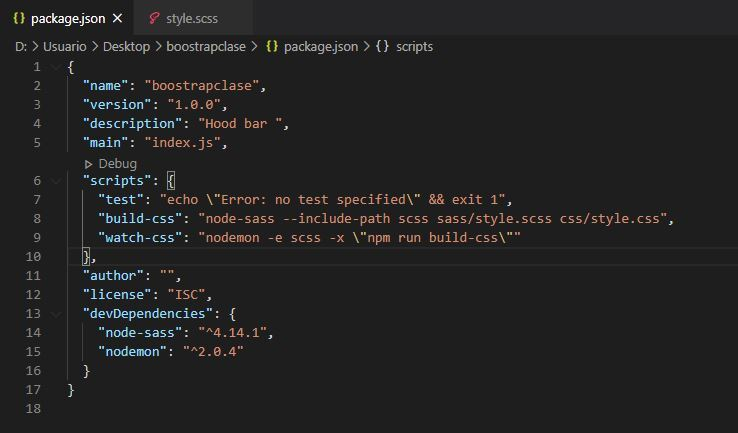 package.json ×    style.scss
D: > Usuario > Desktop > boostrapclase > {} package.json > {} scripts
1 {
2   "name": "boostrapclase",
3   "version": "1.0.0",
4   "description": "Hood bar ",
5   "main": "index.js",
Debug
6   "scripts": {
7     "test": "echo \"Error: no test specified\" && exit 1",
8     "build-css": "node-sass --include-path scss sass/style.scss css/style.css",
9     "watch-css": "nodemon -e scss -x \"npm run build-css\""
10   },
11   "author": "",
12   "license": "ISC",
13   "devDependencies": {
14     "node-sass": "^4.14.1",
15     "nodemon": "^2.0.4"
16   }
17 }
18